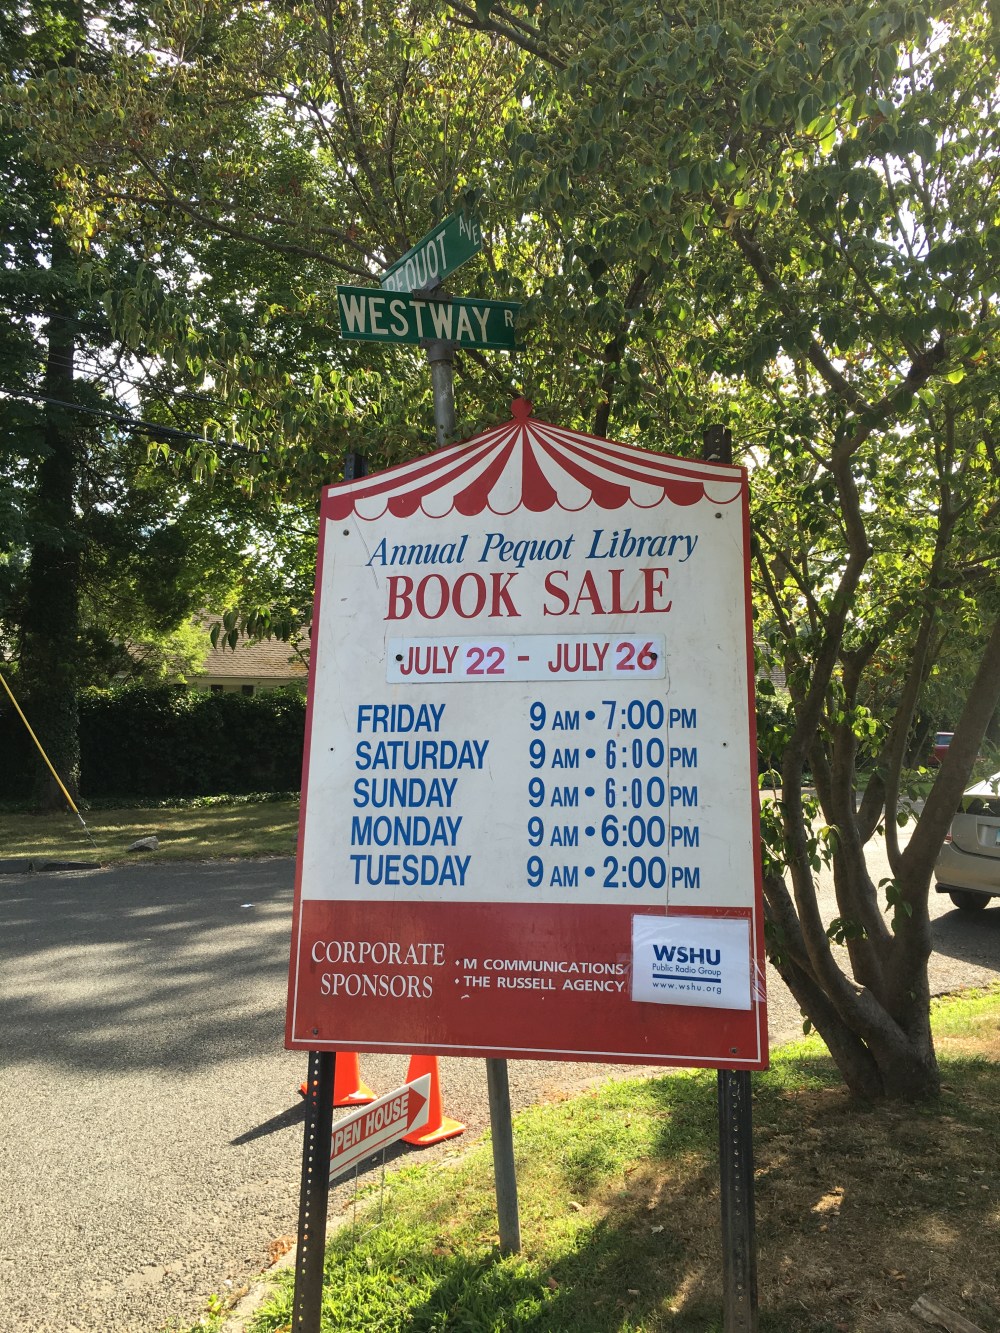 PEQUOT AVE
WESTWAY R
Annual Pequot Library
BOOK SALE
JULY 22 - JULY 26
FRIDAY 9 AM • 7:00 PM
SATURDAY 9 AM • 6:00 PM
SUNDAY 9 AM • 6:00 PM
MONDAY 9 AM • 6:00 PM
TUESDAY 9 AM • 2:00 PM
CORPORATE
SPONSORS
• M COMMUNICATIONS
• THE RUSSELL AGENCY
WSHU
Public Radio Group
www.wshu.org
OPEN HOUSE